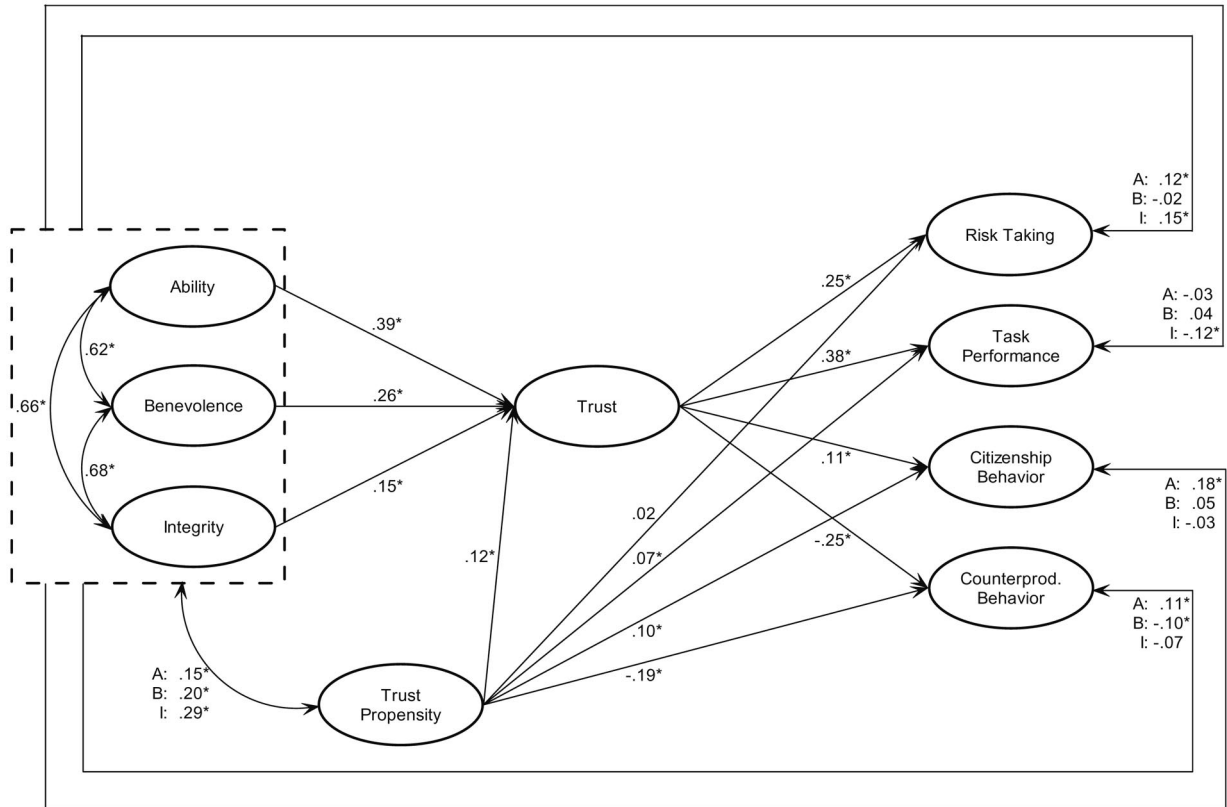 A: .12*
B: -.02
I: .15*
Risk Taking
Ability
.25*
A: -.03
B: .04
I: -.12*
.39*
Task
Performance
.62*
.38*
Benevolence
.26*
Trust
.66*
.68*
.11*
Citizenship
Behavior
A: .18*
B: .05
I: -.03
.15*
Integrity
.02
-.25*
.12*
.07*
Counterprod.
Behavior
A: .11*
B: -.10*
I: -.07
.10*
-.19*
A: .15*
B: .20*
I: .29*
Trust
Propensity